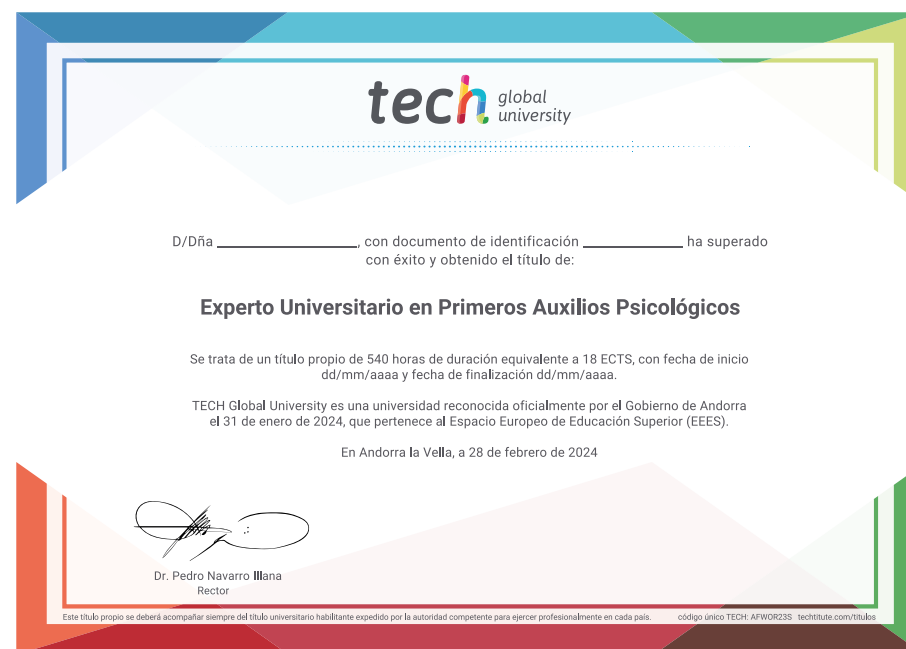 tech global university
D/Dña ________________, con documento de identificación ____________ ha superado
con éxito y obtenido el título de:
Experto Universitario en Primeros Auxilios Psicológicos
Se trata de un título propio de 540 horas de duración equivalente a 18 ECTS, con fecha de inicio
dd/mm/aaaa y fecha de finalización dd/mm/aaaa.
TECH Global University es una universidad reconocida oficialmente por el Gobierno de Andorra
el 31 de enero de 2024, que pertenece al Espacio Europeo de Educación Superior (EEES).
En Andorra la Vella, a 28 de febrero de 2024
Dr. Pedro Navarro Illana
Rector
Este título propio se deberá acompañar siempre del título universitario habilitante expedido por la autoridad competente para ejercer profesionalmente en cada país. código único TECH: AFWOR23S techtitute.com/titulos